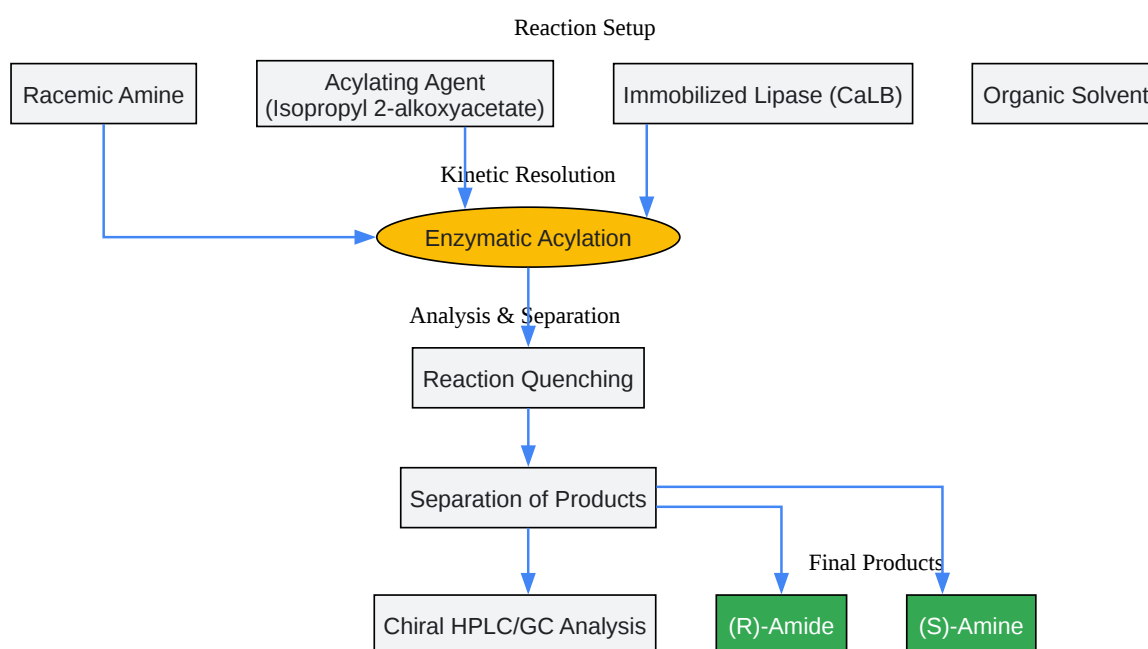 Reaction Setup
Racemic Amine
Acylating Agent
(Isopropyl 2-alkoxyacetate)
Immobilized Lipase (CaLB)
Organic Solvent
Kinetic Resolution
Enzymatic Acylation
Analysis & Separation
Reaction Quenching
Separation of Products
Final Products
Chiral HPLC/GC Analysis
(R)-Amide
(S)-Amine